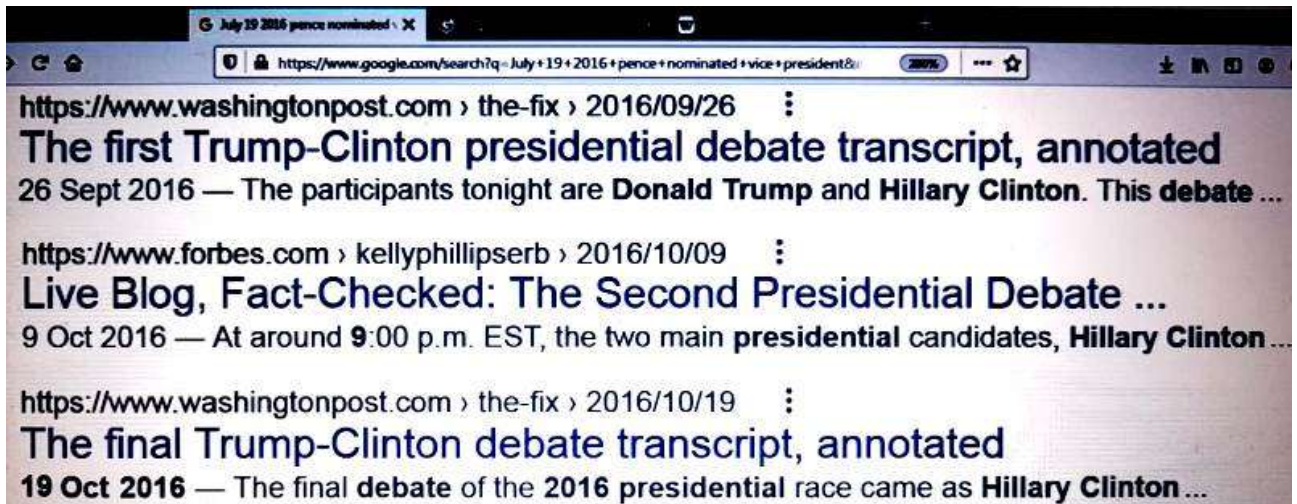 July 19 2016 pence nominated v
https://www.google.com/search?q=July+19+2016+pence+nominated+vice+president&
200%
https://www.washingtonpost.com › the-fix › 2016/09/26
The first Trump-Clinton presidential debate transcript, annotated
26 Sept 2016 — The participants tonight are Donald Trump and Hillary Clinton. This debate ...
https://www.forbes.com › kellyphillipserb › 2016/10/09
Live Blog, Fact-Checked: The Second Presidential Debate ...
9 Oct 2016 — At around 9:00 p.m. EST, the two main presidential candidates, Hillary Clinton ...
https://www.washingtonpost.com › the-fix › 2016/10/19
The final Trump-Clinton debate transcript, annotated
19 Oct 2016 — The final debate of the 2016 presidential race came as Hillary Clinton ...